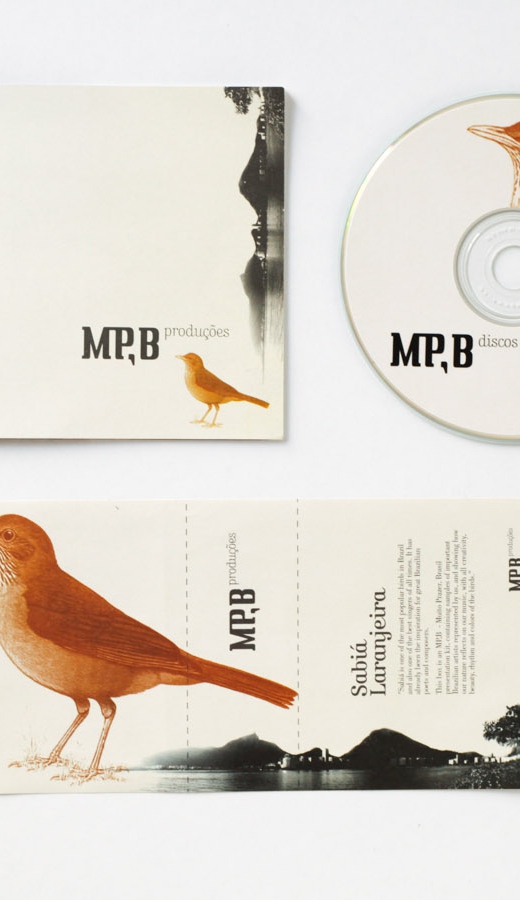 MP,B produções
MP,B discos
MP,B produções
Sabiá
Laranjeira
"Sabiá is one of the most popular birds in Brazil
and also one of the best singers of all times. It has
already been the inspiration for great Brazilian
poets and composers.
This box is an MP,B - Muito Prazer, Brasil
presentation kit, containing samples of important
Brazilian artists represented by us, and showing how
our nature reflects on our music, with all creativity,
beauty, rhythm and colors of the birds."
MP,B produções